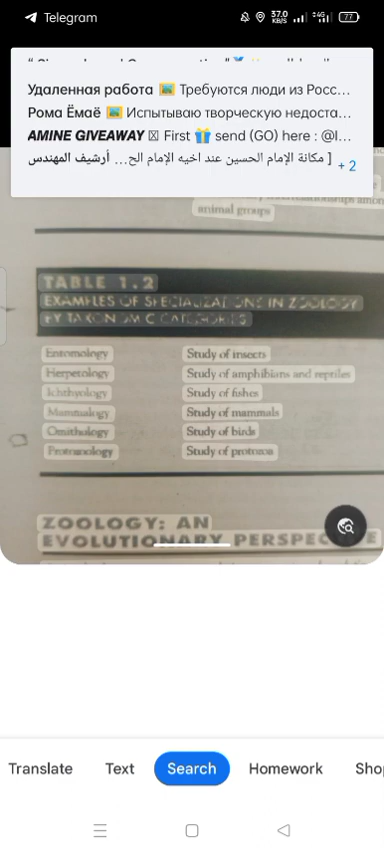 Telegram
37.0
KB/S
4G
77
Удаленная работа 🖼 Требуются люди из Росс...
Рома Ёмаё 🖼 Испытываю творческую недоста...
AMINE GIVEAWAY First 🎁 send (GO) here : @I...
أرشيف المهندس ... مكانة الإمام الحسين عند اخيه الإمام الح ]
+ 2
animal groups
TABLE 1.2
EXAMPLES OF SPECIALIZATIONS IN ZOOLOGY
BY TAXONOMIC CATEGORIES
Entomology Study of insects
Herpetology Study of amphibians and reptiles
Ichthyology Study of fishes
Mammalogy Study of mammals
Ornithology Study of birds
Protozoology Study of protozoa
ZOOLOGY: AN
EVOLUTIONARY PERSPECTIVE
Translate Text Search Homework Sho